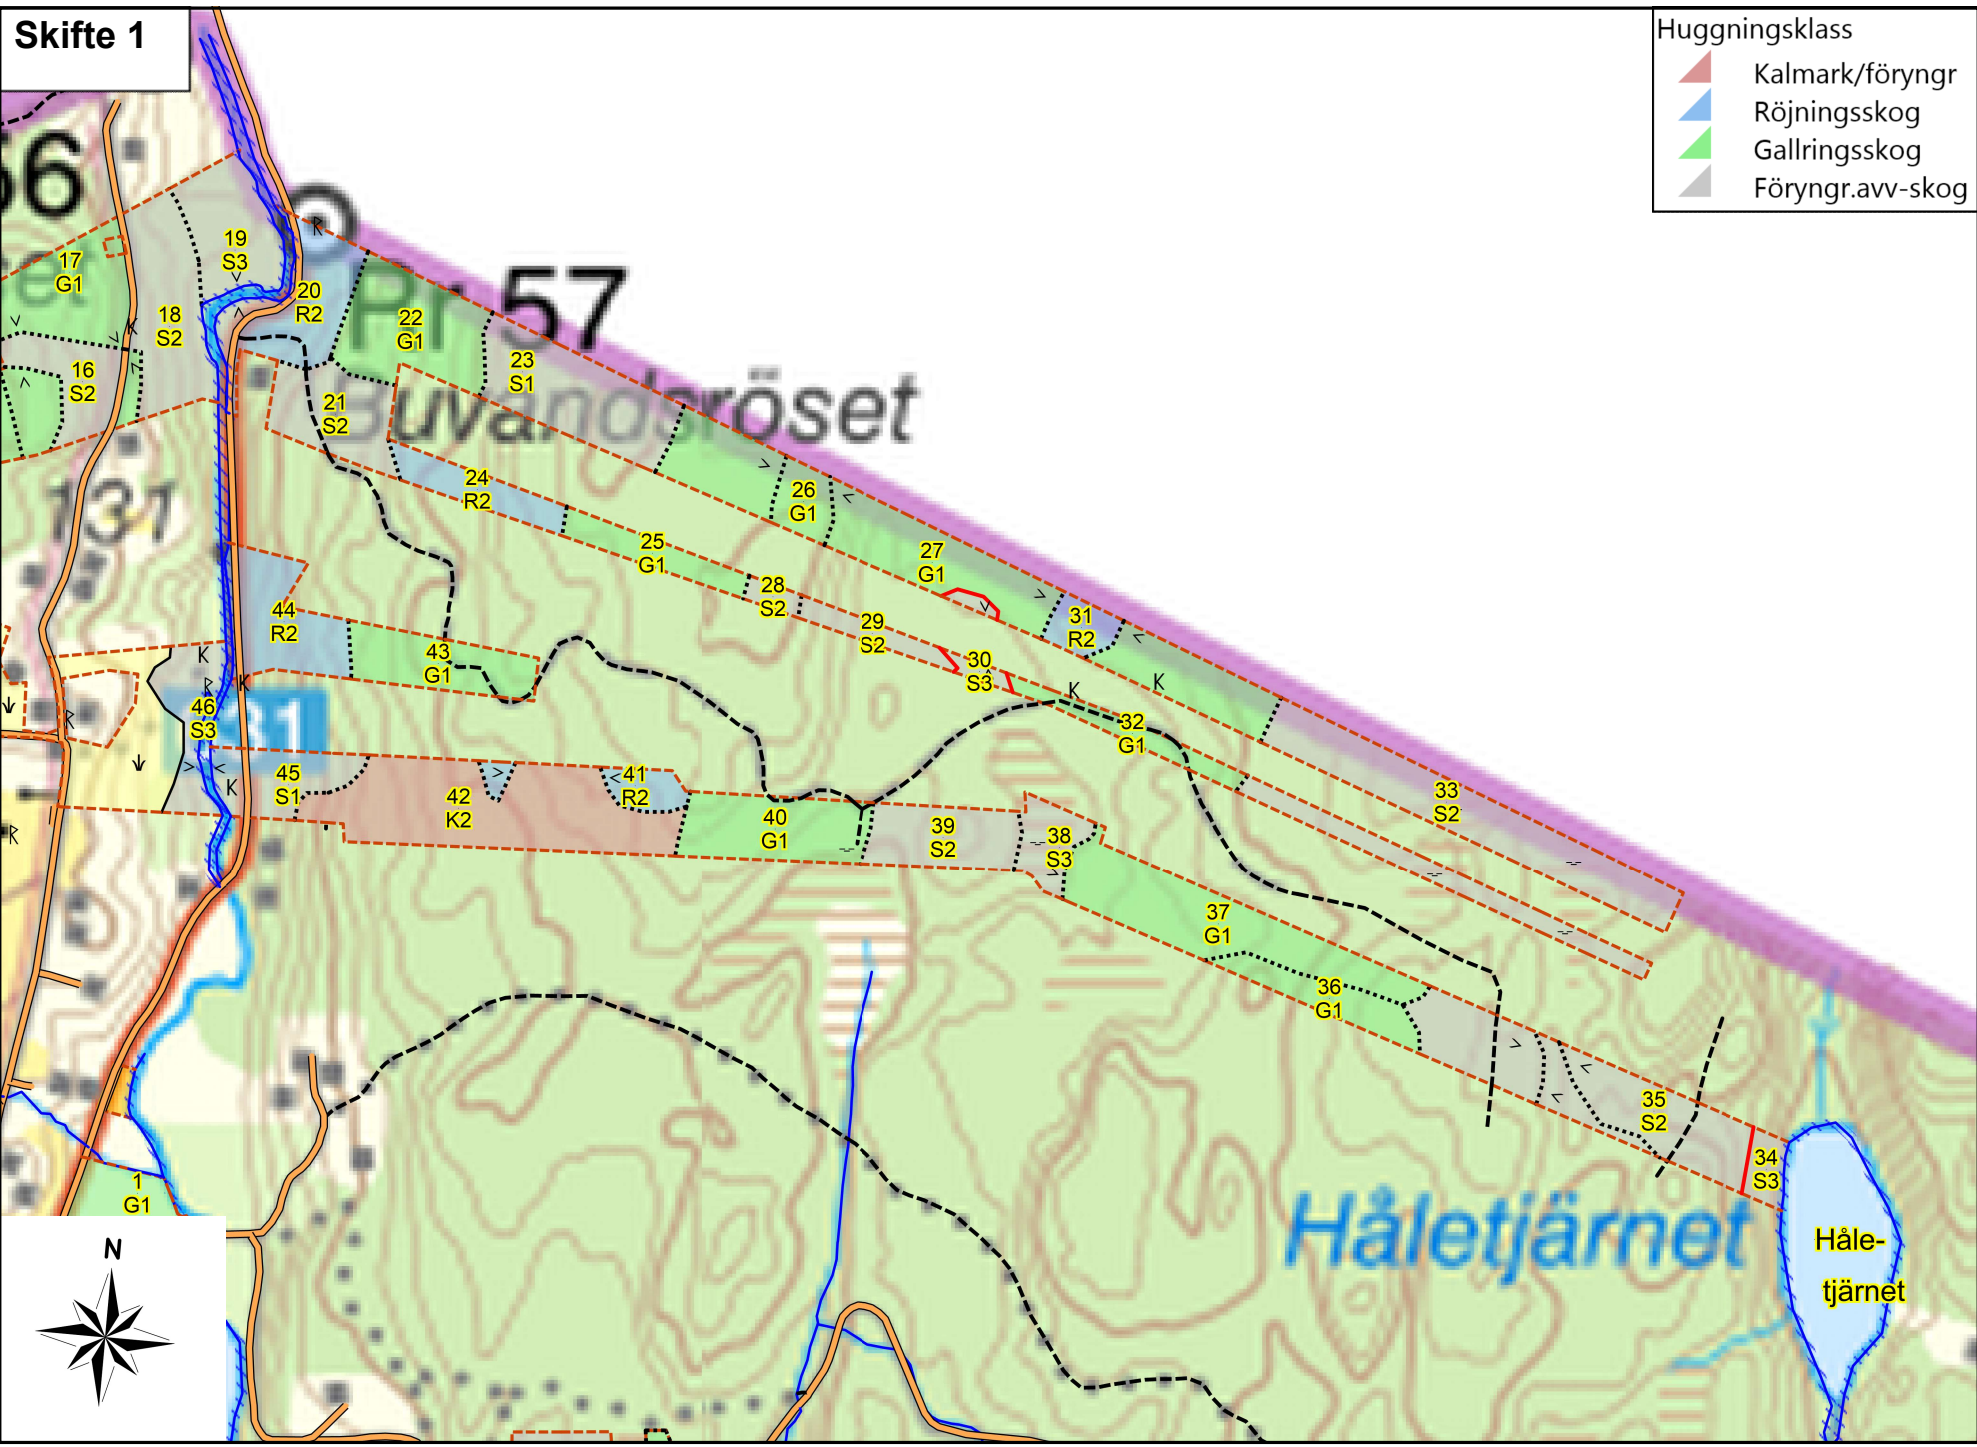 Skifte 1
Huggningsklass
Kalmark/föryngr
Röjningsskog
Gallringsskog
Föryngr.avv-skog
56
17
G1
19
S3
18
S2
16
S2
20
R2
R
K
Pr 57
Buvandsröset
22
G1
23
S1
21
S2
24
R2
131
25
G1
26
G1
27
G1
28
S2
29
S2
30
S3
31
R2
K
K
32
G1
33
S2
44
R2
43
G1
K
R
K
46
S3
131
R
K
45
S1
42
K2
41
R2
40
G1
39
S2
38
S3
R
37
G1
36
G1
35
S2
34
S3
1
G1
Håletjärnet
Håle-
tjärnet
N